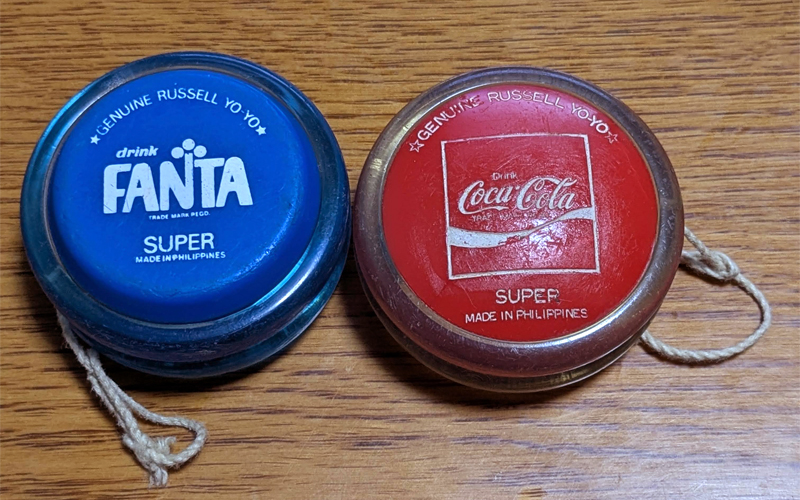 ★GENUINE RUSSELL YO-YO★
drink
FANTA
TRADE MARK REGD.
SUPER
MADE IN PHILIPPINES
☆GENUINE RUSSELL YO-YO☆
Drink
Coca-Cola
SUPER
MADE IN PHILIPPINES